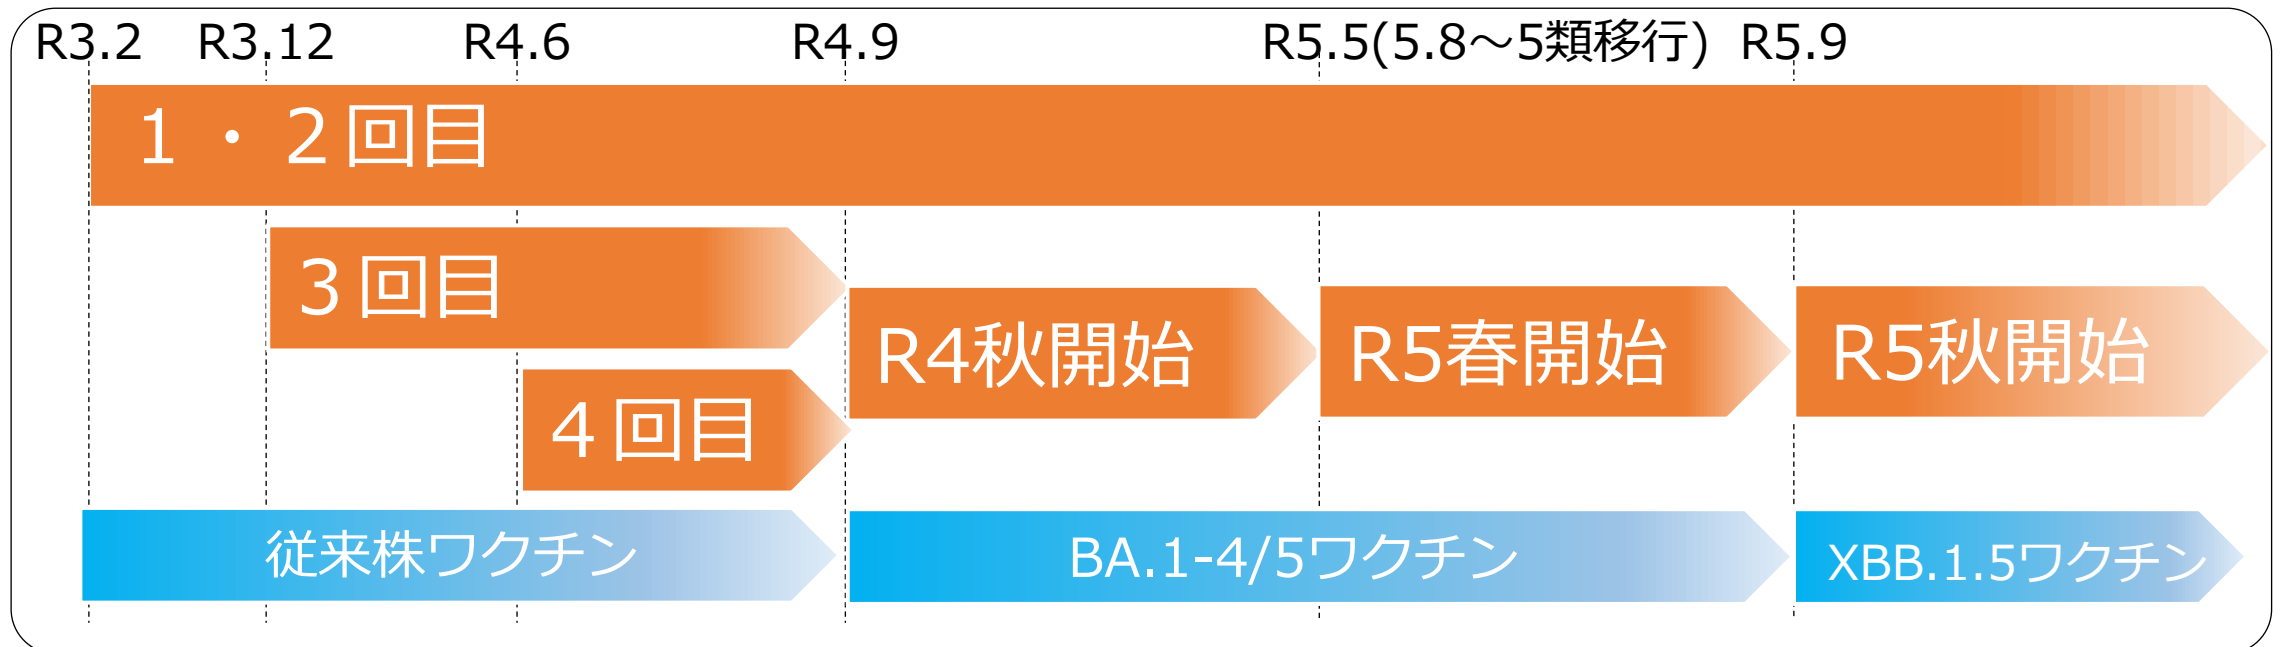 R3.2 R3.12 R4.6 R4.9 R5.5(5.8～5類移行) R5.9
１・２回目
３回目
R4秋開始 R5春開始 R5秋開始
４回目
従来株ワクチン BA.1-4/5ワクチン XBB.1.5ワクチン